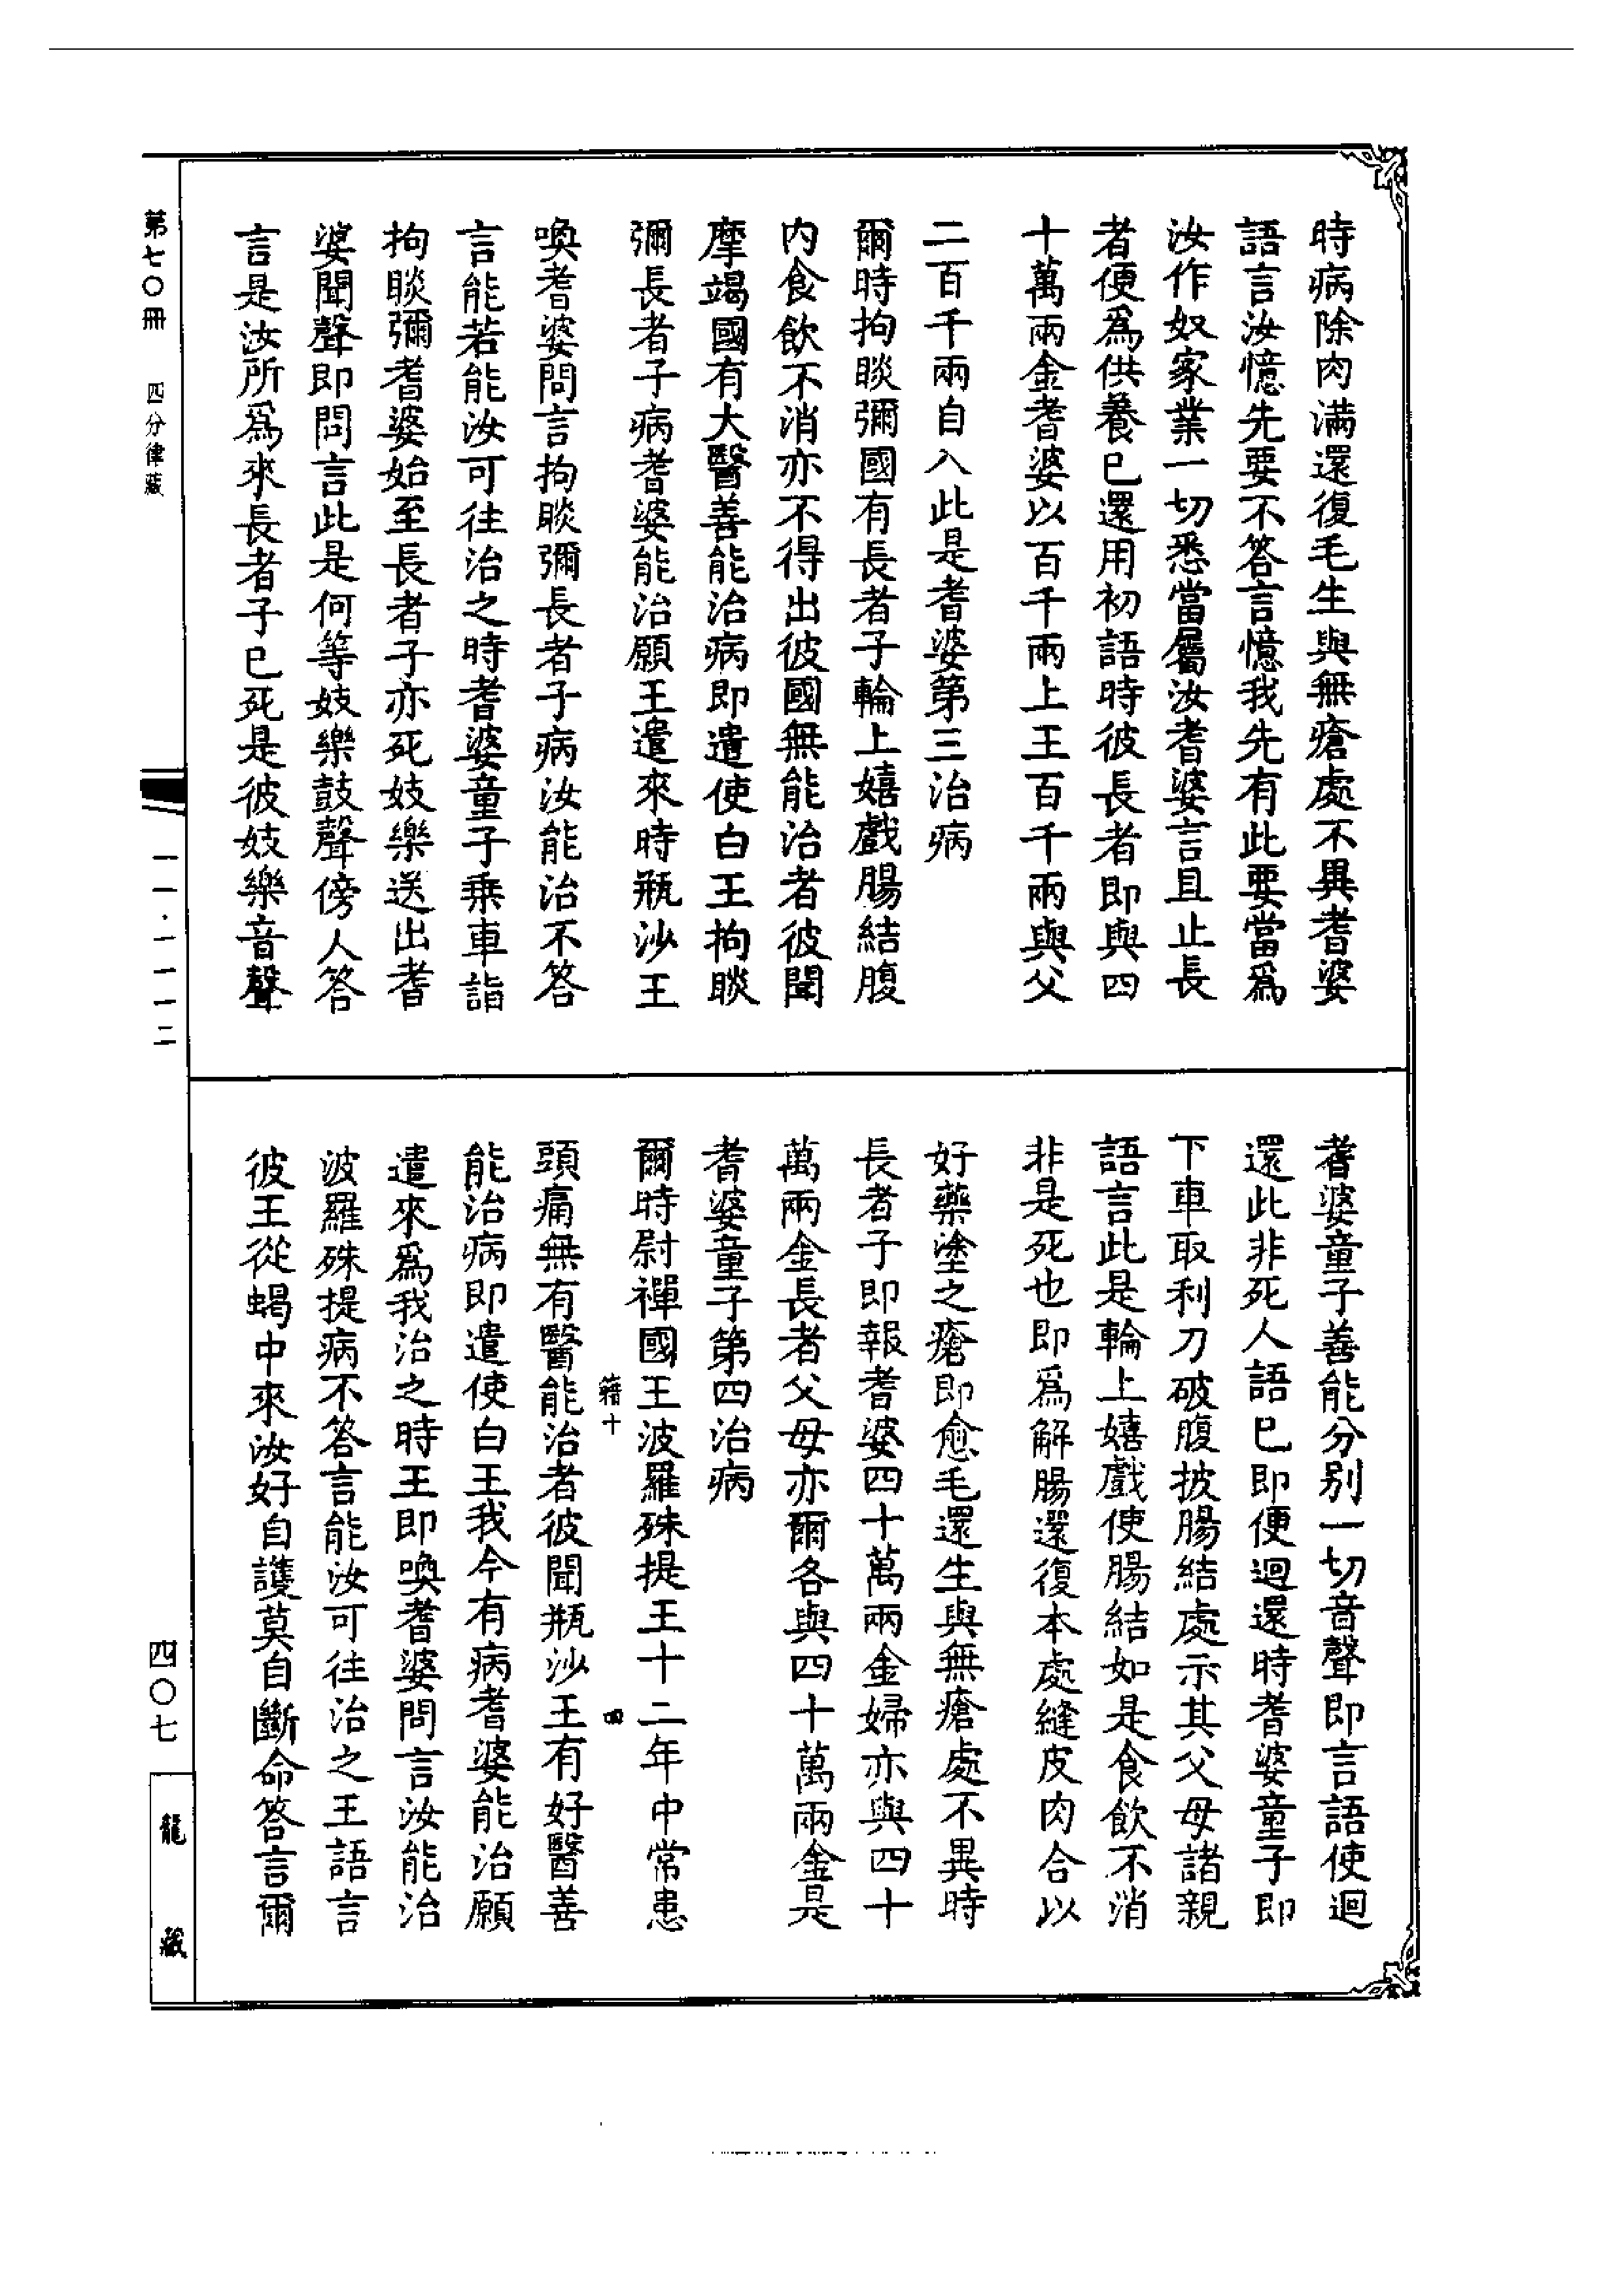 時病除肉満還復毛生與無瘡處不異耆婆
語言汝憶先要不答言憶我先有此要當爲
汝作奴家業一切悉當屬汝耆婆言且止長
者便爲供養已還用初語時彼長者即與四
十萬兩金耆婆以百千兩上王百千兩與父
二百千兩自入此是耆婆第三治病
爾時拘睒彌國有長者子輪上嬉戲腸結腹
内食飲不消亦不得出彼國無能治者彼聞
摩竭國有大醫善能治病即遣使白王拘睒
彌長者子病耆婆能治願王遣來時瓶沙王
喚耆婆問言拘睒彌長者子病汝能治不答
言能若能汝可往治之時耆婆童子乗車詣
拘睒彌耆婆始至長者子亦死妓樂送出耆
婆聞聲即問言此是何等妓樂鼓聲傍人答
言是汝所爲來長者子已死是彼妓樂音聲
耆婆童子善能分别一切音聲即言語使迴
還此非死人語已即便迴還時耆婆童子即
下車取利刀破腹披腸結處示其父母諸親
語言此是輪上嬉戲使腸結如是食飲不消
非是死也即爲解腸還復本處縫皮肉合以
好藥塗之瘡即愈毛還生與無瘡處不異時
長者子即報耆婆四十萬兩金婦亦與四十
萬兩金長者父母亦爾各與四十萬兩金是
耆婆童子第四治病
爾時尉禪國王波羅殊提王十二年中常患
籍十 四
頭痛無有醫能治者彼聞瓶沙王有好醫善
能治病即遣使白王我今有病耆婆能治願
遣來爲我治之時王即喚耆婆問言汝能治
波羅殊提病不答言能汝可往治之王語言
彼王從蝎中來汝好自護莫自斷命答言爾
第七〇冊 四分律藏
一一·一一一二
四〇七
龍藏